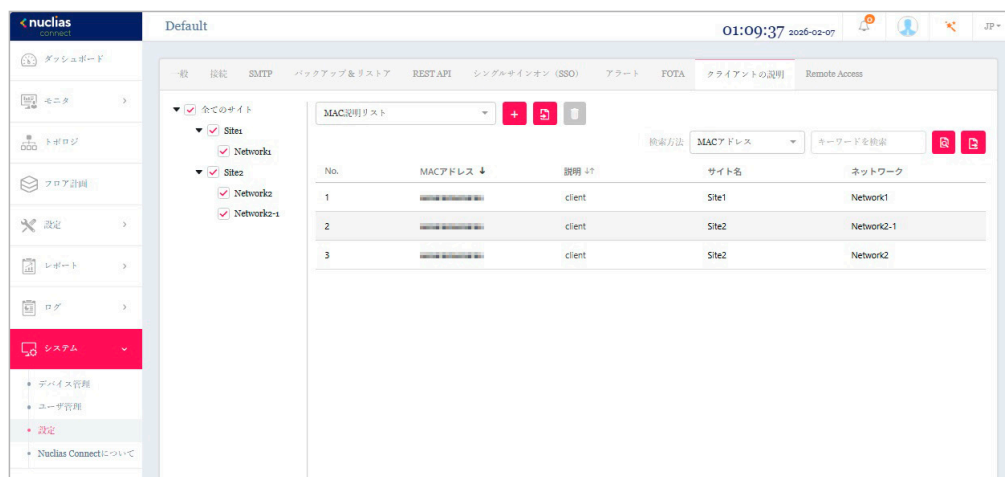 nuclias
connect
Default
01:09:37 2026-02-07
0
JP
ダッシュボード
モニタ
トポロジ
フロア計画
設定
レポート
ログ
システム
デバイス管理
ユーザ管理
設定
Nuclias Connectについて
一般 接続 SMTP バックアップ&リストア REST API シングルサインオン (SSO) アラート FOTA クライアントの説明 Remote Access
全てのサイト
Site1
Network1
Site2
Network2
Network2-1
MAC説明リスト
検索方法 MACアドレス キーワードを検索
No. MACアドレス 説明 サイト名 ネットワーク
1 client Site1 Network1
2 client Site2 Network2-1
3 client Site2 Network2